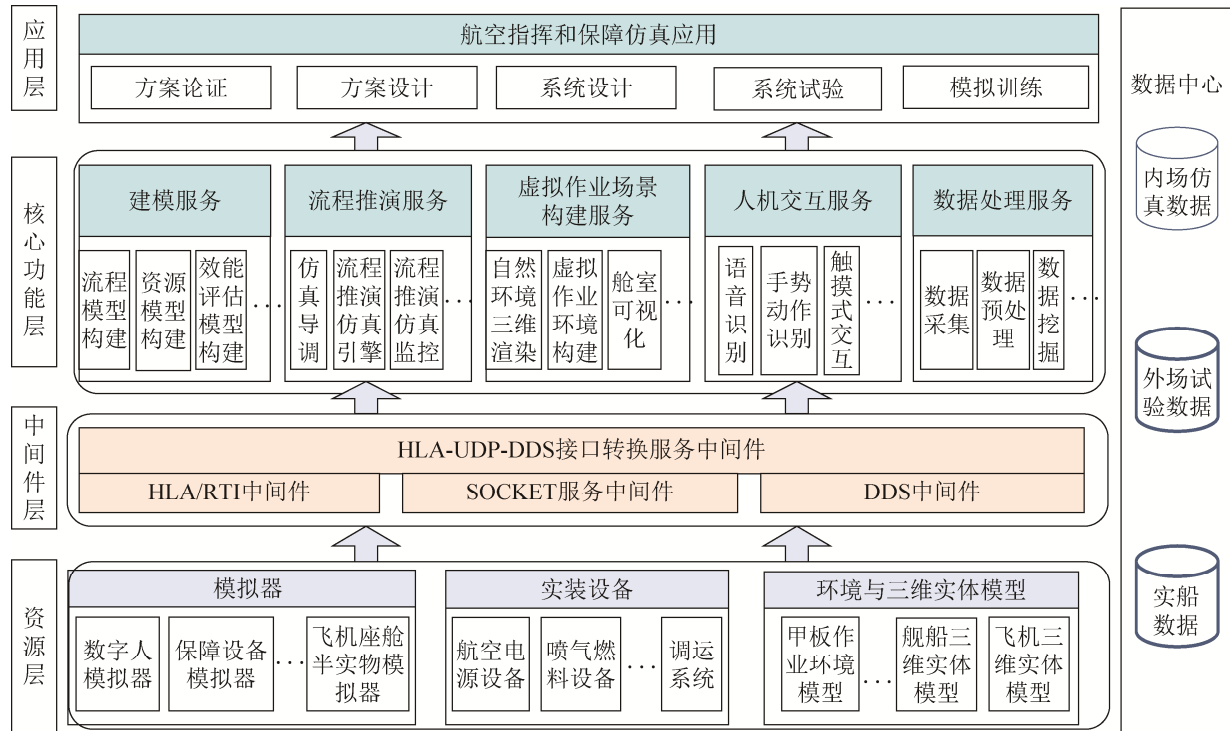 应
用
层
航空指挥和保障仿真应用
方案论证
方案设计
系统设计
系统试验
模拟训练
核
心
功
能
层
建模服务
流程
模型
构建
资源
模型
构建
效能
评估
模型
构建
···
流程推演服务
仿
真
导
调
流程
推演
仿真
引擎
流程
推演
仿真
监控
···
虚拟作业场景
构建服务
自然
环境
三维
渲染
虚拟
作业
环境
构建
舱室
可视
化
···
人机交互服务
语
音
识
别
手势
动作
识别
触
摸
式
交
互
···
数据处理服务
数据
采集
数据
预处
理
数
据
挖
掘
···
中
间
件
层
HLA-UDP-DDS接口转换服务中间件
HLA/RTI中间件
SOCKET服务中间件
DDS中间件
资
源
层
模拟器
数字人
模拟器
保障设备
模拟器
···
飞机座舱
半实物模
拟器
实装设备
航空电
源设备
喷气燃
料设备
···
调运
系统
环境与三维实体模型
甲板作
业环境
模型
···
舰船三
维实体
模型
飞机三
维实体
模型
数据中心
内场仿
真数据
外场试
验数据
实船
数据